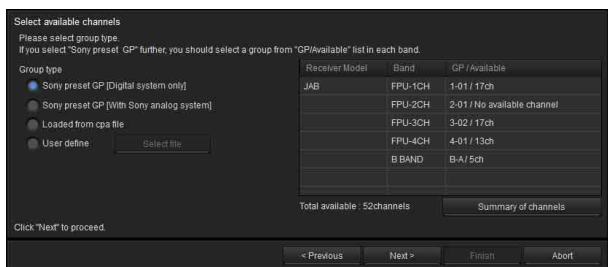 Select available channels
Please select group type.
If you select "Sony preset GP" further, you should select a group from "GP/Available" list in each band.
Group type
Sony preset GP [Digital system only]
Sony preset GP [With Sony analog system]
Loaded from cpa file
User define Select file
Receiver Model Band GP / Available
JAB FPU-1CH 1-01 / 17ch
FPU-2CH 2-01 / No available channel
FPU-3CH 3-02 / 17ch
FPU-4CH 4-01 / 13ch
B BAND B-A / 5ch
Total available : 52channels Summary of channels
Click "Next" to proceed.
< Previous Next > Finish Abort